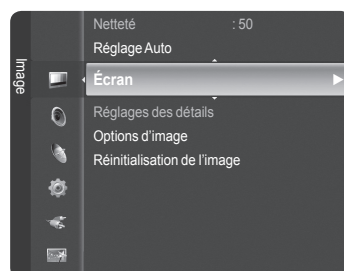 Image
Netteté : 50
Réglage Auto
Écran
Réglages des détails
Options d'image
Réinitialisation de l'image